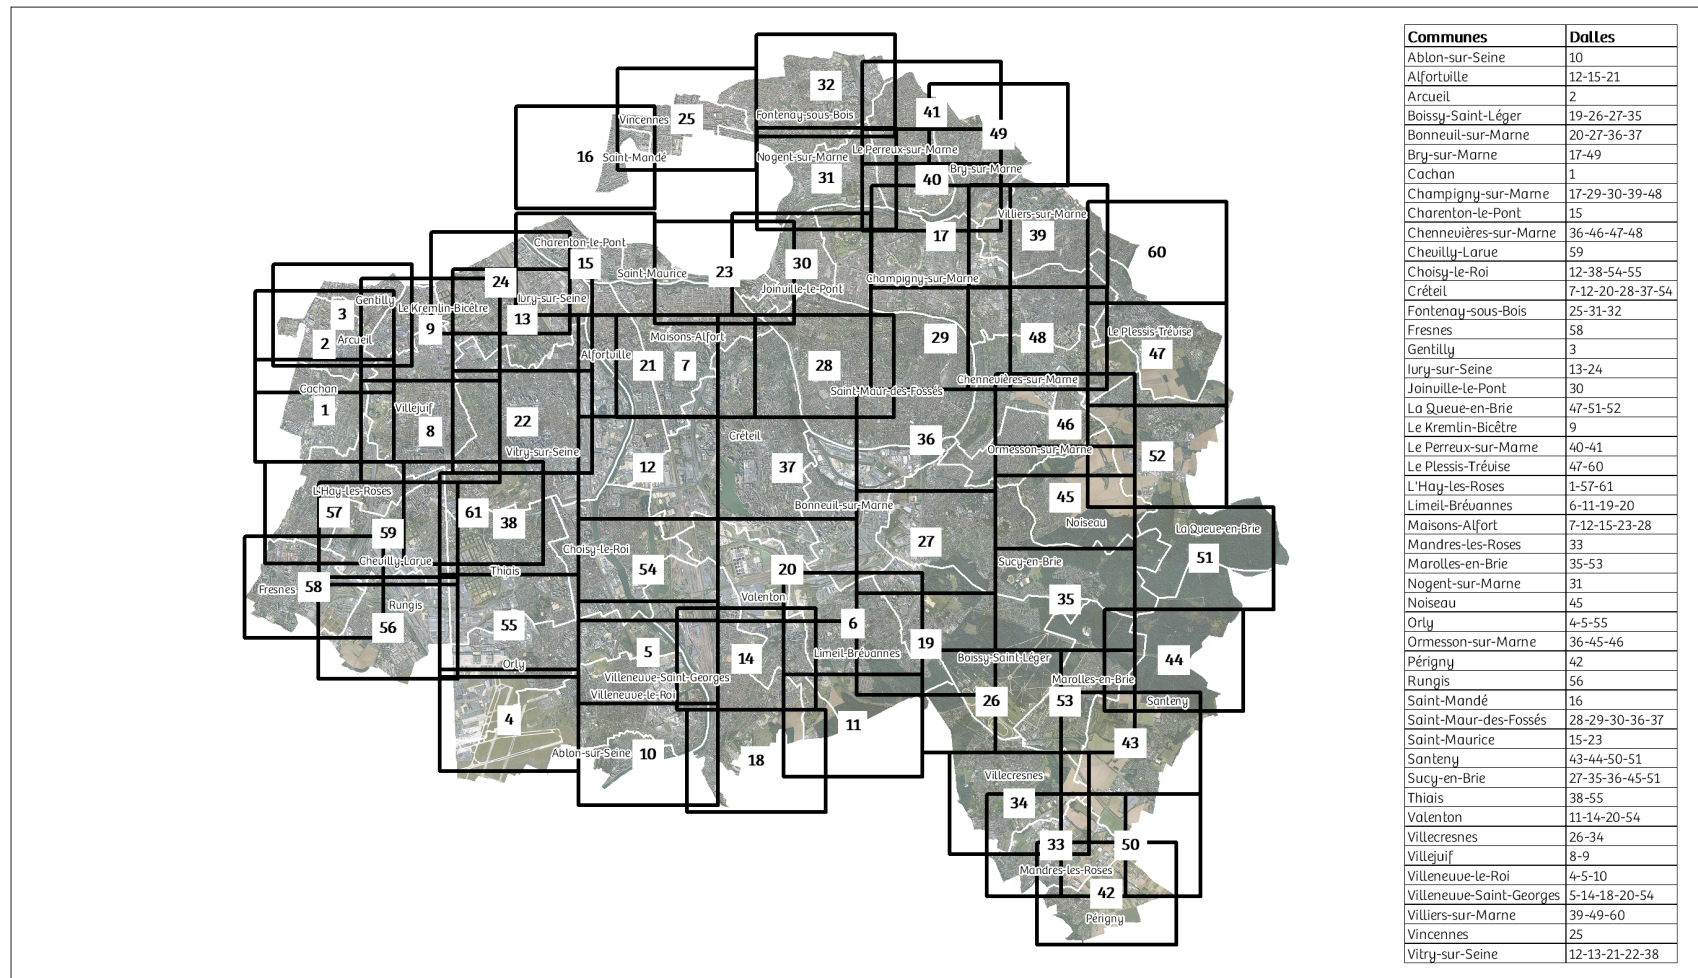 32
41
Vincennes
25
Fontenay-sous-Bois
49
16
Saint-Mandé
Nogent-sur-Marne
Le Perreux-sur-Marne
Bry-sur-Marne
31
40
Villiers-sur-Marne
17
39
Charenton-le-Pont
60
15
Saint-Maurice
23
30
24
Champigny-sur-Marne
Joinville-le-Pont
Gentilly
Ivry-sur-Seine
Le Kremlin-Bicêtre
3
13
9
2
Arcueil
Maisons-Alfort
29
48
Le Plessis-Trévise
47
Alfortville
21
7
28
Chennevières-sur-Marne
Saint-Maur-des-Fossés
Cachan
1
Villejuif
8
22
46
Créteil
36
Ormesson-sur-Marne
52
Vitry-sur-Seine
12
37
L'Hay-les-Roses
45
Bonneuil-sur-Marne
57
61
38
Noiseau
La Queue-en-Brie
59
27
Choisy-le-Roi
51
Chevilly-Larue
Sucy-en-Brie
Thiais
54
20
Fresnes
58
Valenton
35
Rungis
56
55
6
19
5
Limeil-Brévannes
14
Boissy-Saint-Léger
44
Orly
Villeneuve-Saint-Georges
Marolles-en-Brie
Villeneuve-le-Roi
26
53
Santeny
4
11
43
Ablon-sur-Seine
10
18
Villecresnes
34
33
50
Mandres-les-Roses
42
Périgny
Communes Dalles
Ablon-sur-Seine 10
Alfortville 12-15-21
Arcueil 2
Boissy-Saint-Léger 19-26-27-35
Bonneuil-sur-Marne 20-27-36-37
Bry-sur-Marne 17-49
Cachan 1
Champigny-sur-Marne 17-29-30-39-48
Charenton-le-Pont 15
Chennevières-sur-Marne 36-46-47-48
Chevilly-Larue 59
Choisy-le-Roi 12-38-54-55
Créteil 7-12-20-28-37-54
Fontenay-sous-Bois 25-31-32
Fresnes 58
Gentilly 3
Ivry-sur-Seine 13-24
Joinville-le-Pont 30
La Queue-en-Brie 47-51-52
Le Kremlin-Bicêtre 9
Le Perreux-sur-Marne 40-41
Le Plessis-Trévise 47-60
L'Hay-les-Roses 1-57-61
Limeil-Brévannes 6-11-19-20
Maisons-Alfort 7-12-15-23-28
Mandres-les-Roses 33
Marolles-en-Brie 35-53
Nogent-sur-Marne 31
Noiseau 45
Orly 4-5-55
Ormesson-sur-Marne 36-45-46
Périgny 42
Rungis 56
Saint-Mandé 16
Saint-Maur-des-Fossés 28-29-30-36-37
Saint-Maurice 15-23
Santeny 43-44-50-51
Sucy-en-Brie 27-35-36-45-51
Thiais 38-55
Valenton 11-14-20-54
Villecresnes 26-34
Villejuif 8-9
Villeneuve-le-Roi 4-5-10
Villeneuve-Saint-Georges 5-14-18-20-54
Villiers-sur-Marne 39-49-60
Vincennes 25
Vitry-sur-Seine 12-13-21-22-38